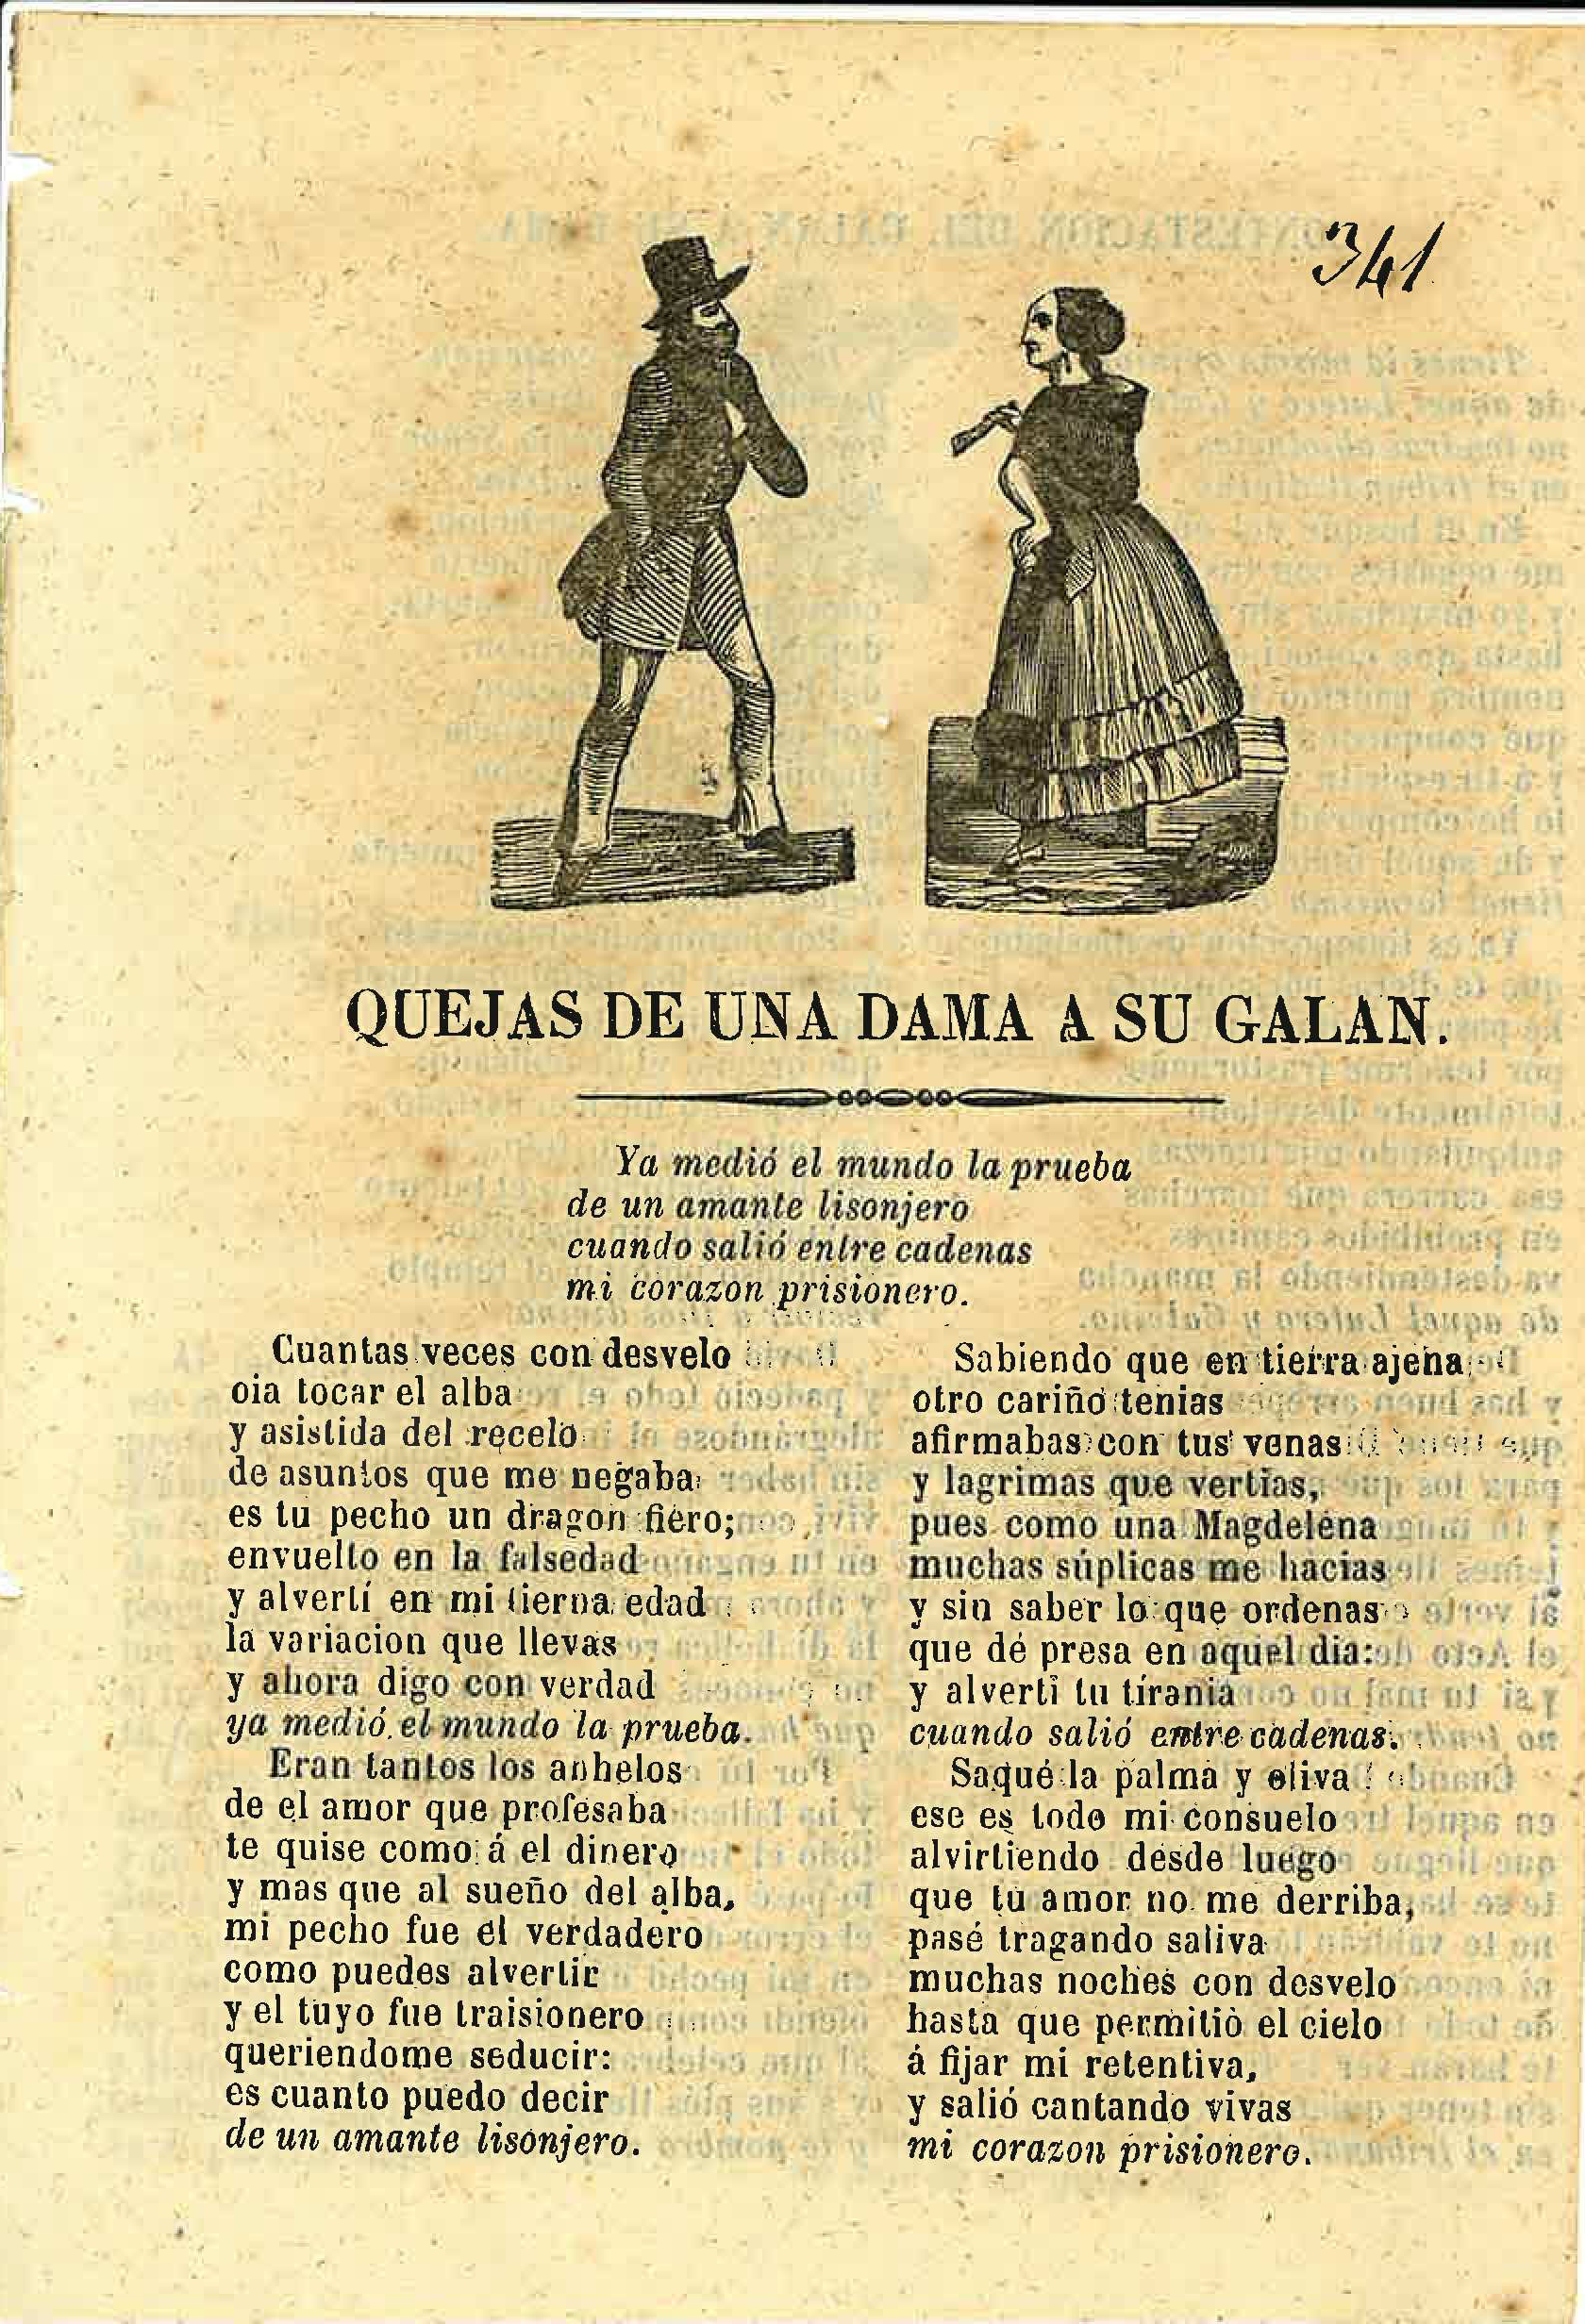 341
QUEJAS DE UNA DAMA A SU GALAN.
Ya medió el mundo la prueba
de un amante lisonjero
cuando salió entre cadenas
mi corazon prisionero.
Cuantas veces con desvelo
oia tocar el alba
y asistida del recelo
de asuntos que me negaba
es tu pecho un dragon fiero;
envuelto en la falsedad
y alvertí en mi tierna edad
la variacion que llevas
y ahora digo con verdad
ya medió el mundo la prueba.
Eran tantos los anhelos
de el amor que profesaba
te quise como á el dinero
y mas que al sueño del alba,
mi pecho fue el verdadero
como puedes alvertir
y el tuyo fue traisionero
queriendome seducir:
es cuanto puedo decir
de un amante lisonjero.
Sabiendo que en tierra ajena
otro cariño tenias
afirmabas con tus venas
y lagrimas que vertias,
pues como una Magdelena
muchas súplicas me hacias
y sin saber lo que ordenas
que dé presa en aquel dia:
y alverti tu tirania
cuando salió entre cadenas.
Saqué la palma y oliva
ese es todo mi consuelo
alvirtiendo desde luego
que tu amor no me derriba,
pasé tragando saliva
muchas noches con desvelo
hasta que permitió el cielo
á fijar mi retentiva,
y salió cantando vivas
mi corazon prisionero.